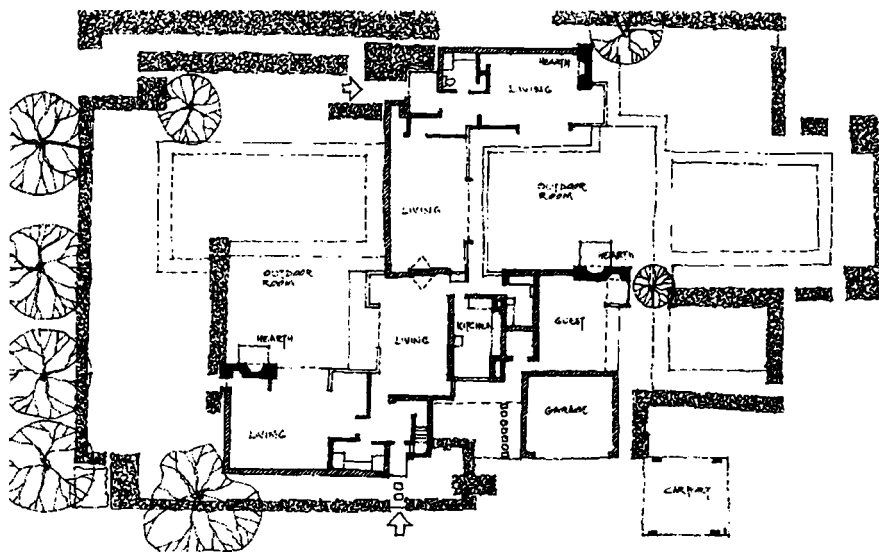 HEARTH
LIVING
OUTDOOR
ROOM
LIVING
HEARTH
OUTDOOR
ROOM
GUEST
KITCHEN
LIVING
HEARTH
GARAGE
LIVING
CARPORT